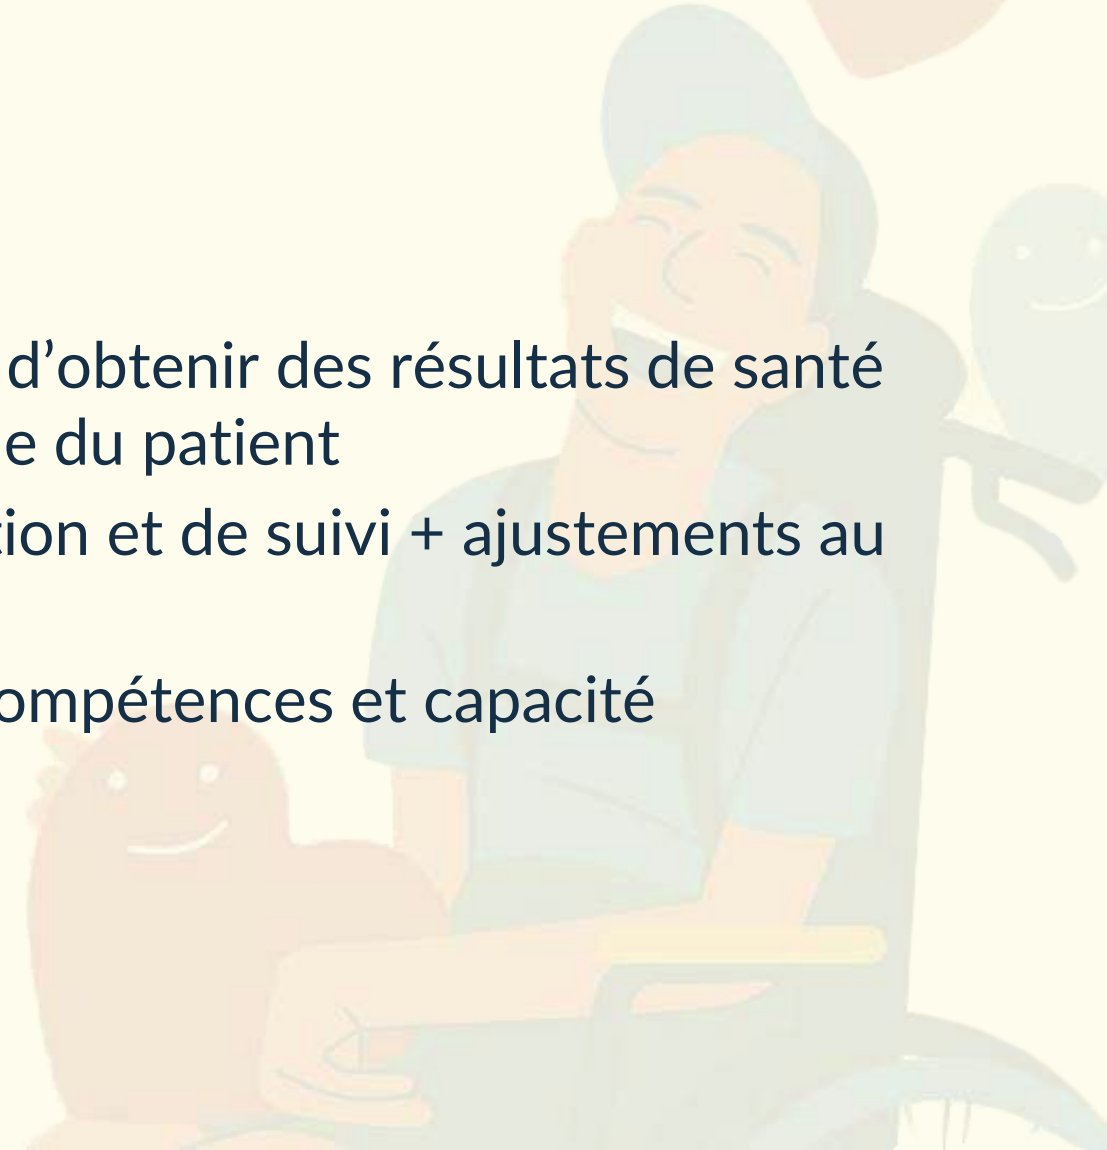 d’obtenir des résultats de santé
e du patient
tion et de suivi + ajustements au
ompétences et capacité